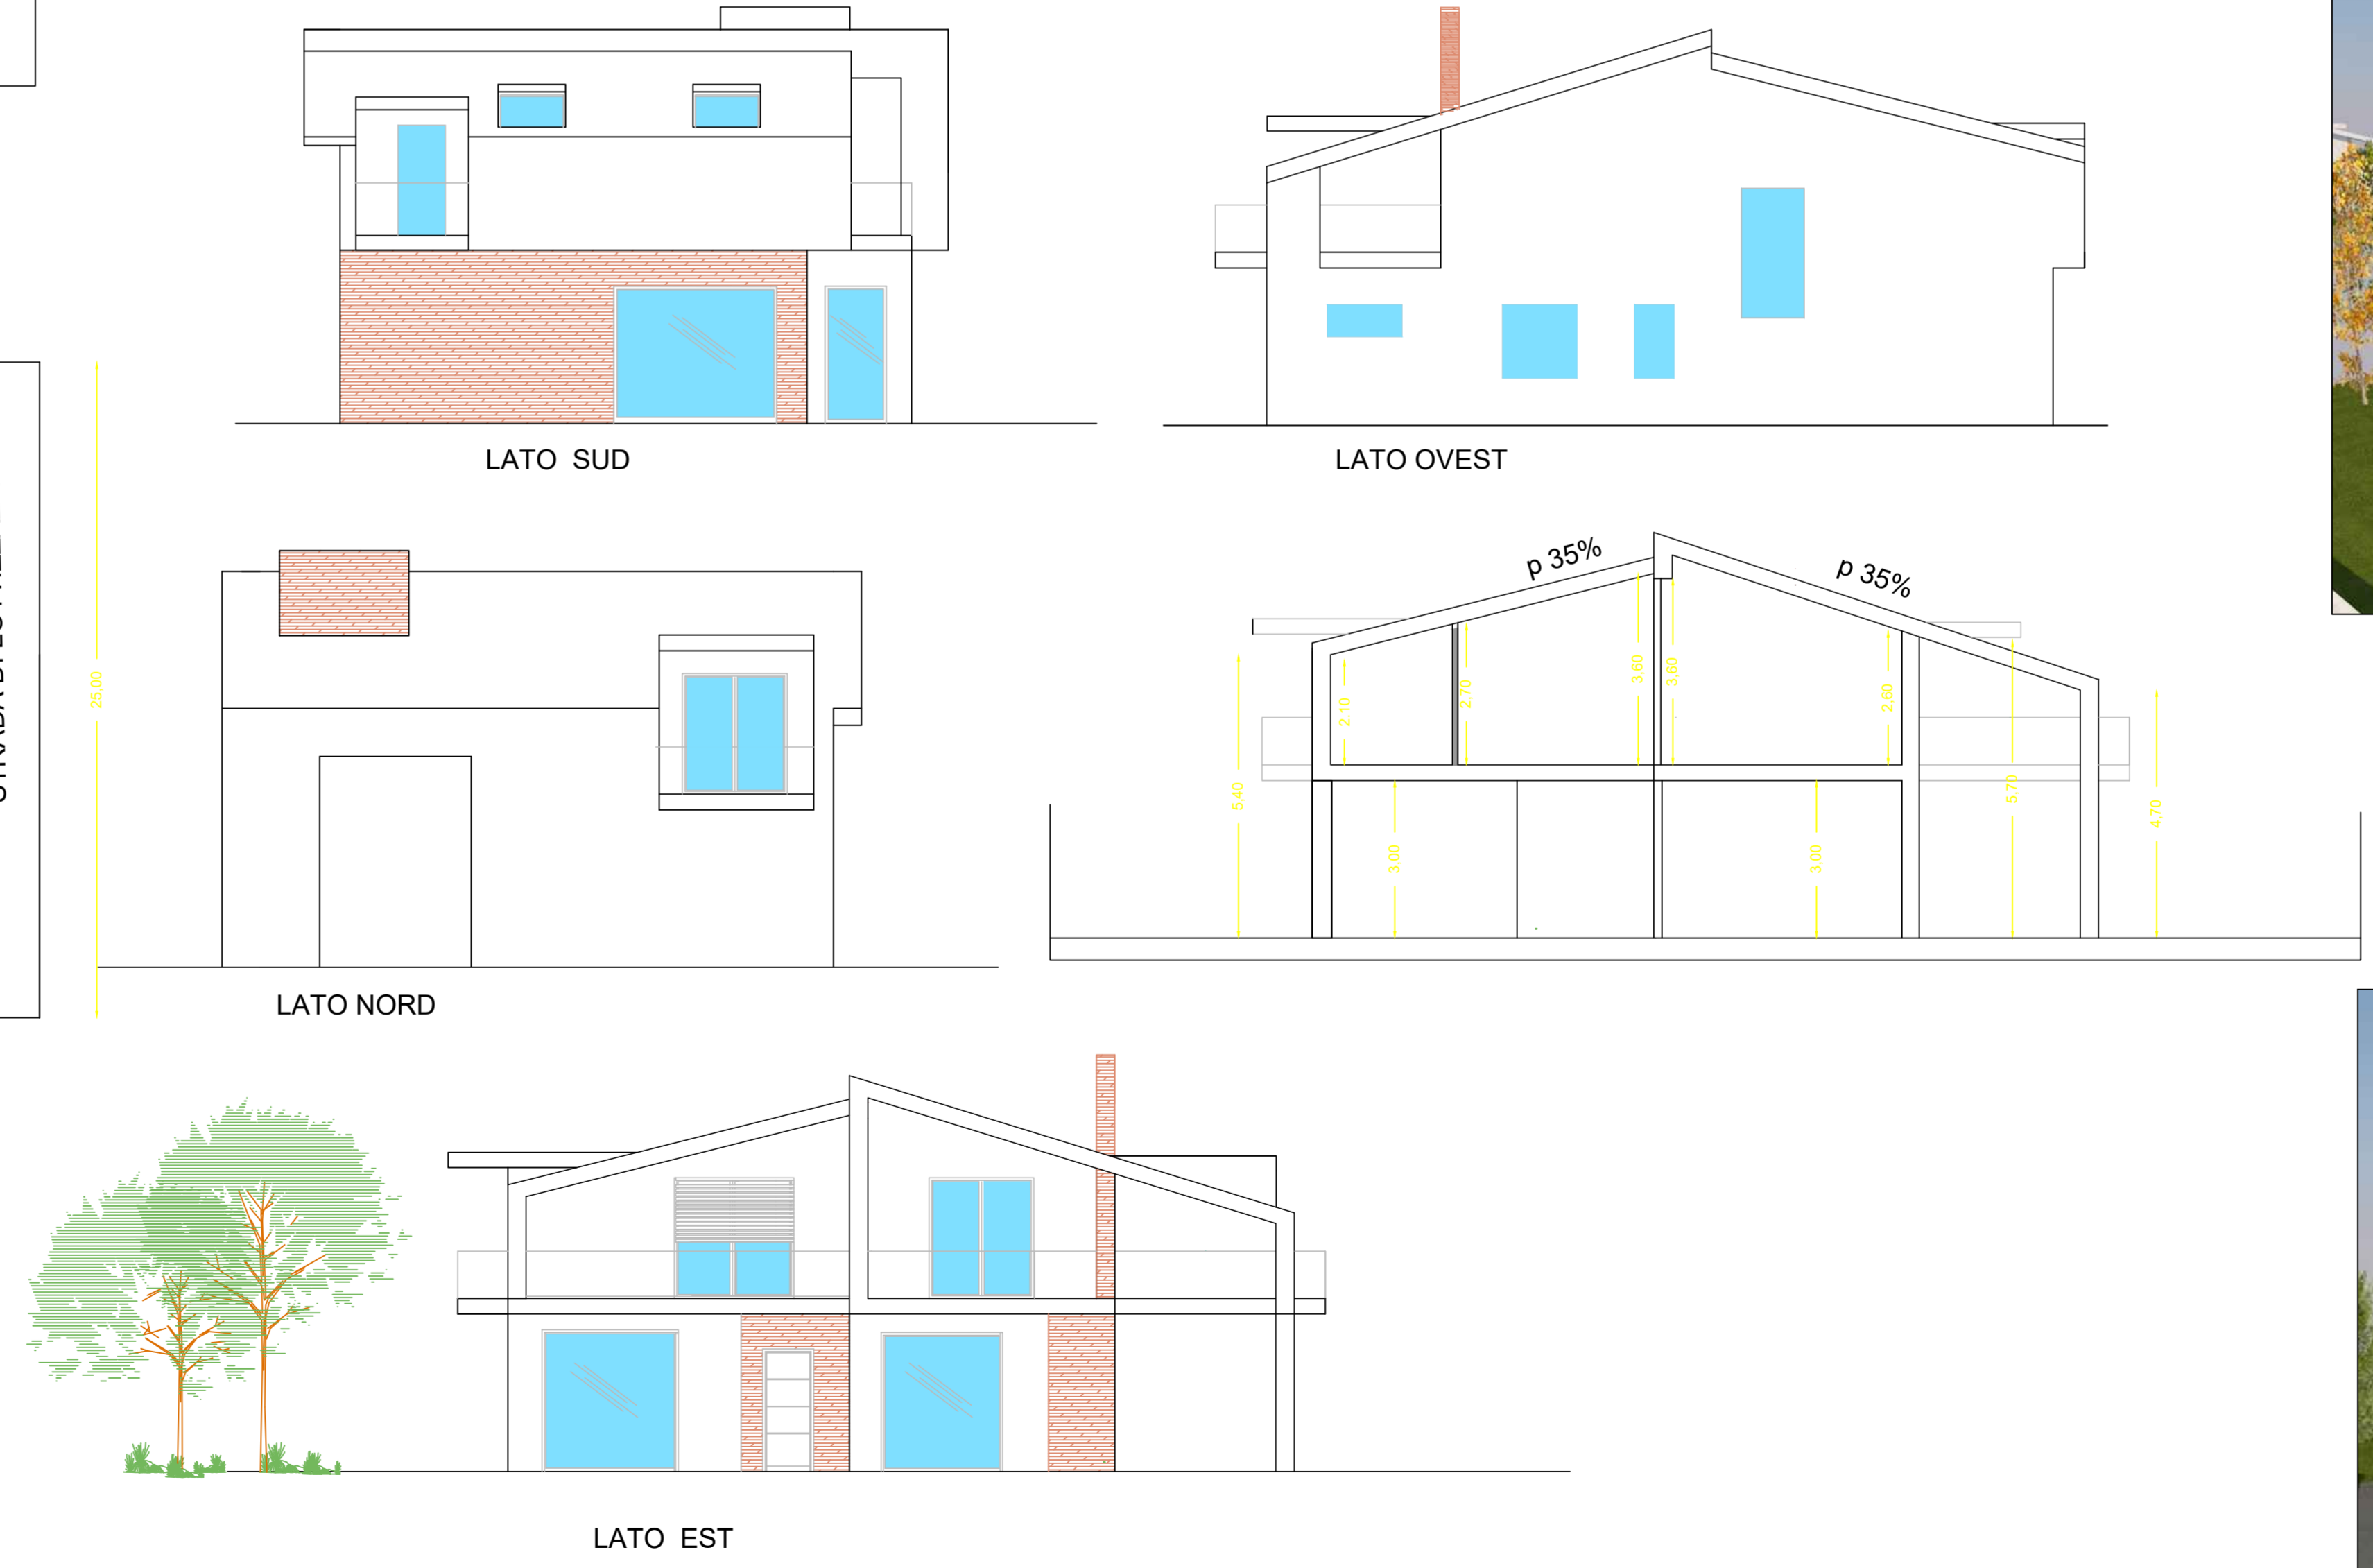 LATO  SUD
LATO OVEST
25,00
p 35%
p 35%
2.10
2,70
3,60
3,60
2,60
5,40
3,00
3,00
5,70
4,70
LATO NORD
LATO  EST